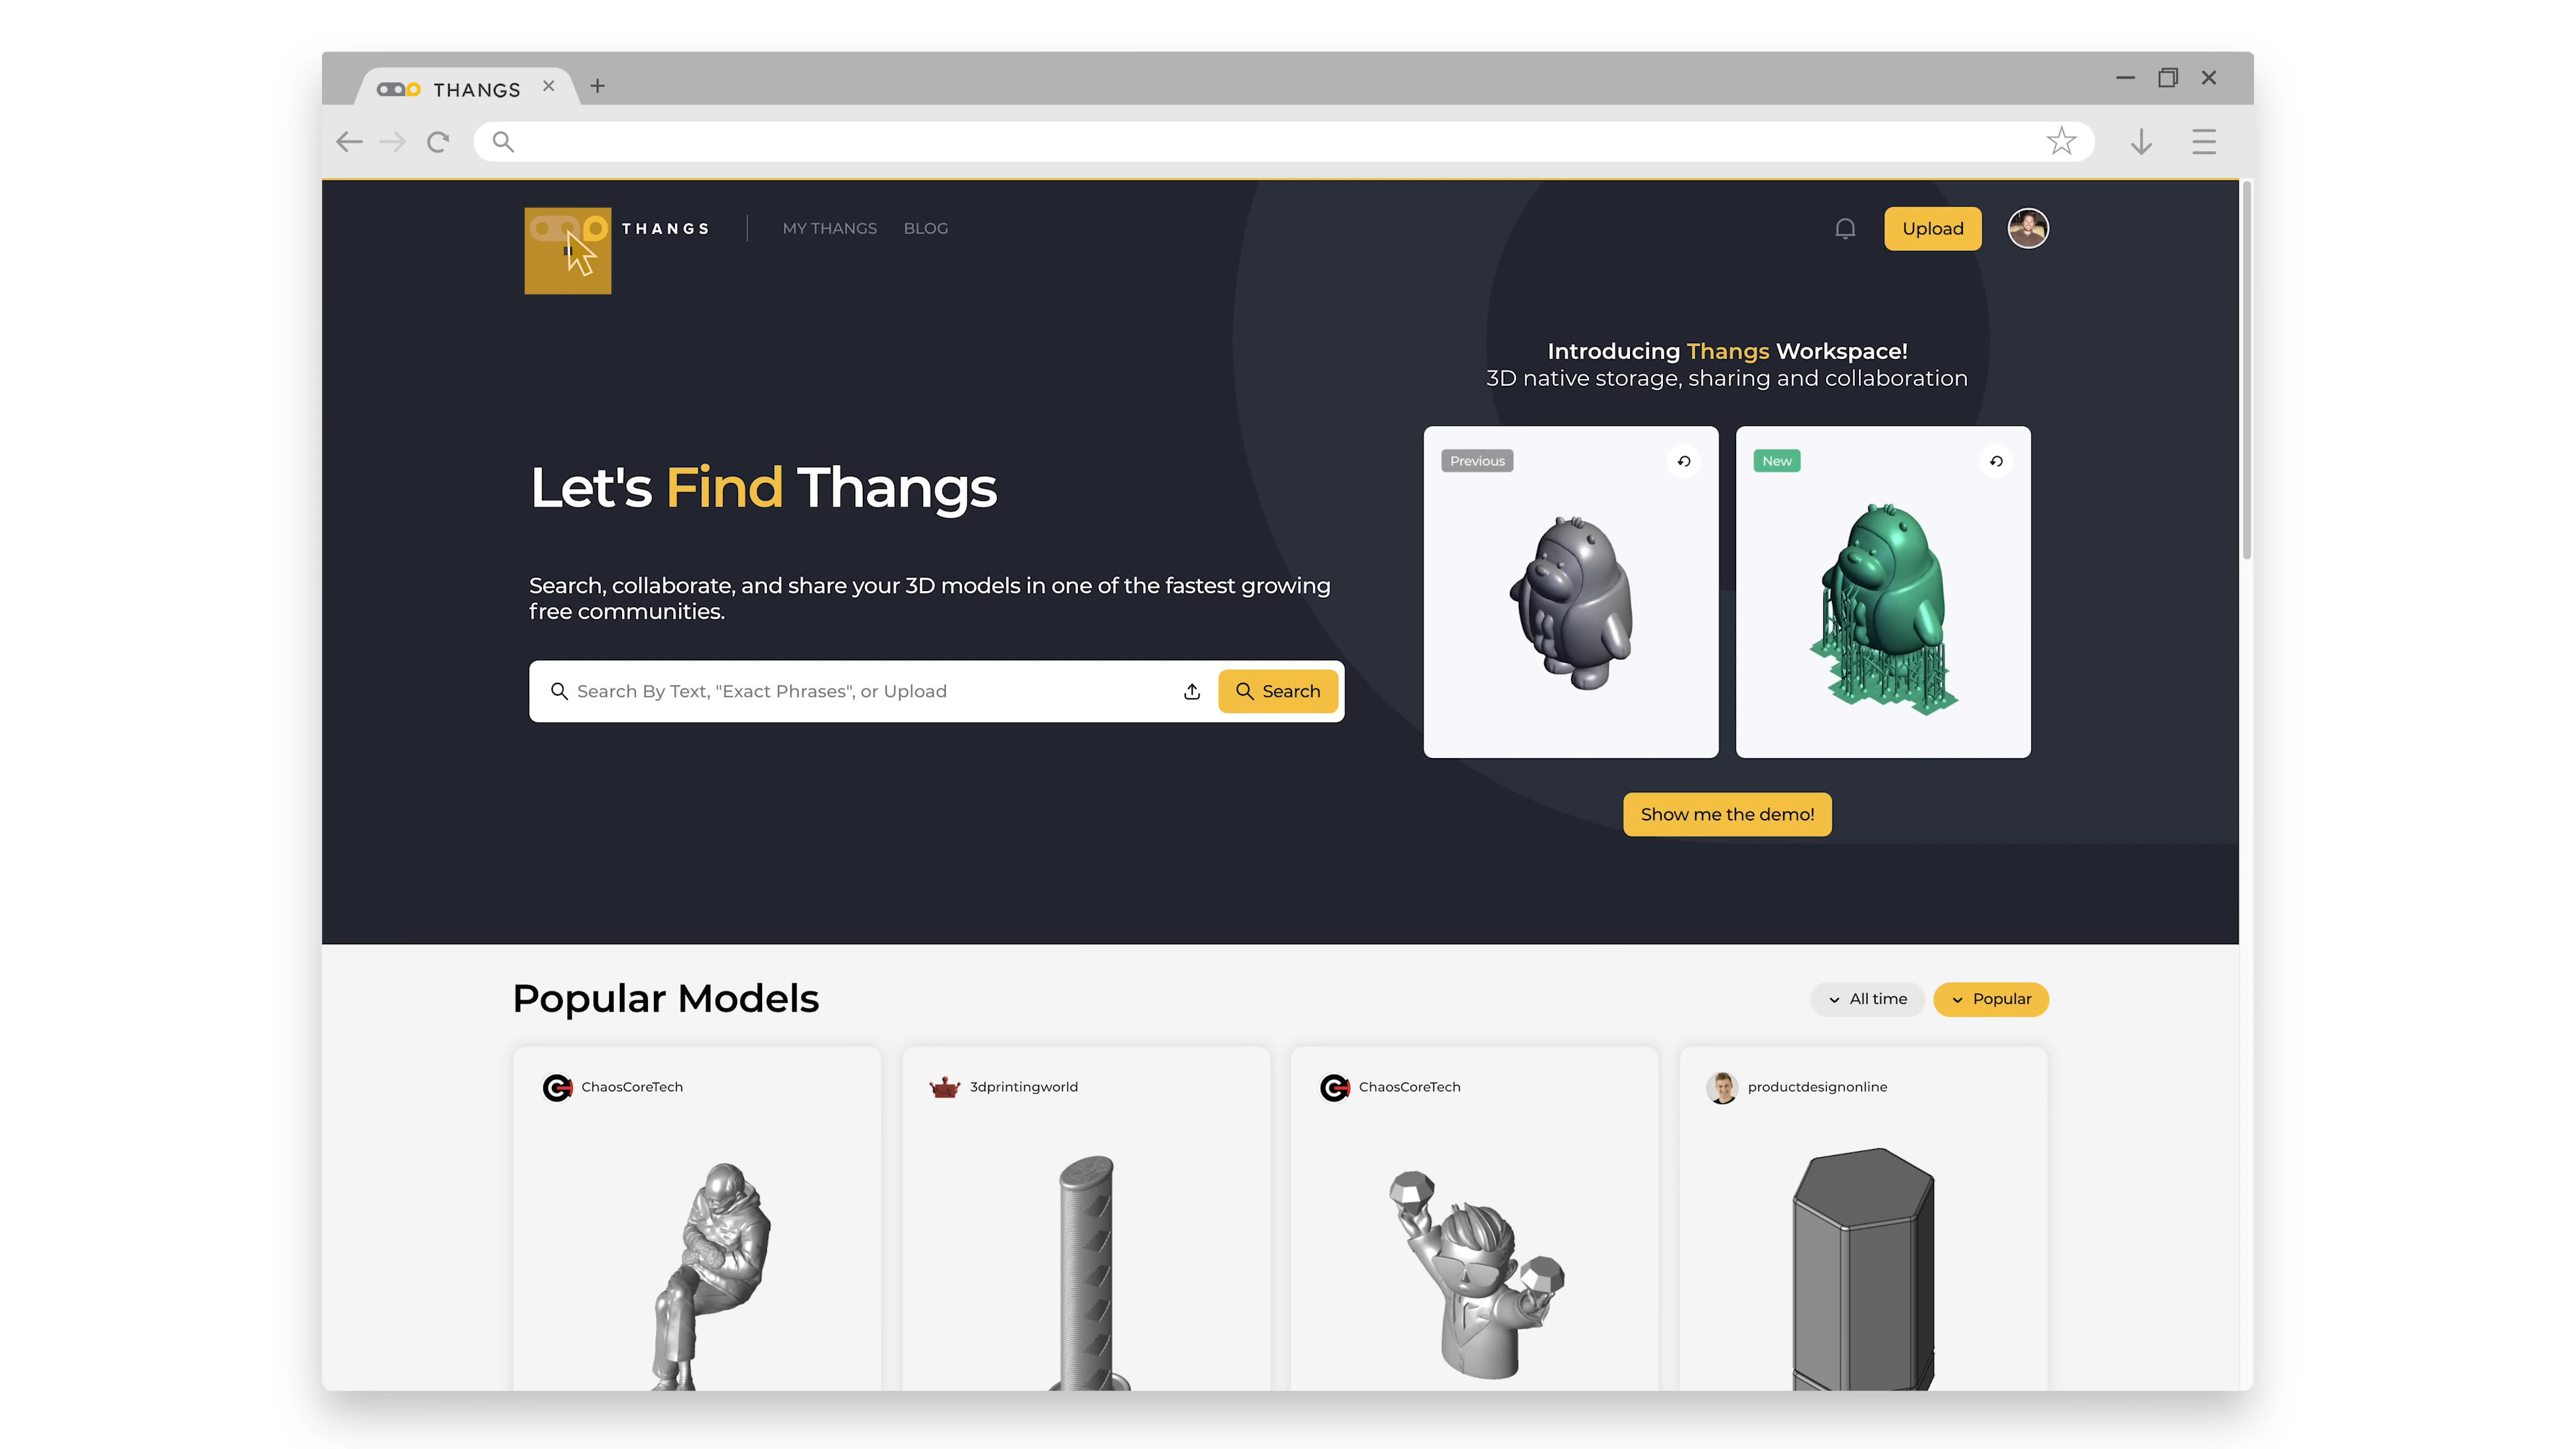 THANGS
THANGS
MY THANGS
BLOG
Upload
Introducing Thangs Workspace!
3D native storage, sharing and collaboration
Previous
New
Let's Find Thangs
Search, collaborate, and share your 3D models in one of the fastest growing
free communities.
Search By Text, "Exact Phrases", or Upload
Search
Show me the demo!
Popular Models
All time
Popular
ChaosCoreTech
3dprintingworld
ChaosCoreTech
productdesignonline